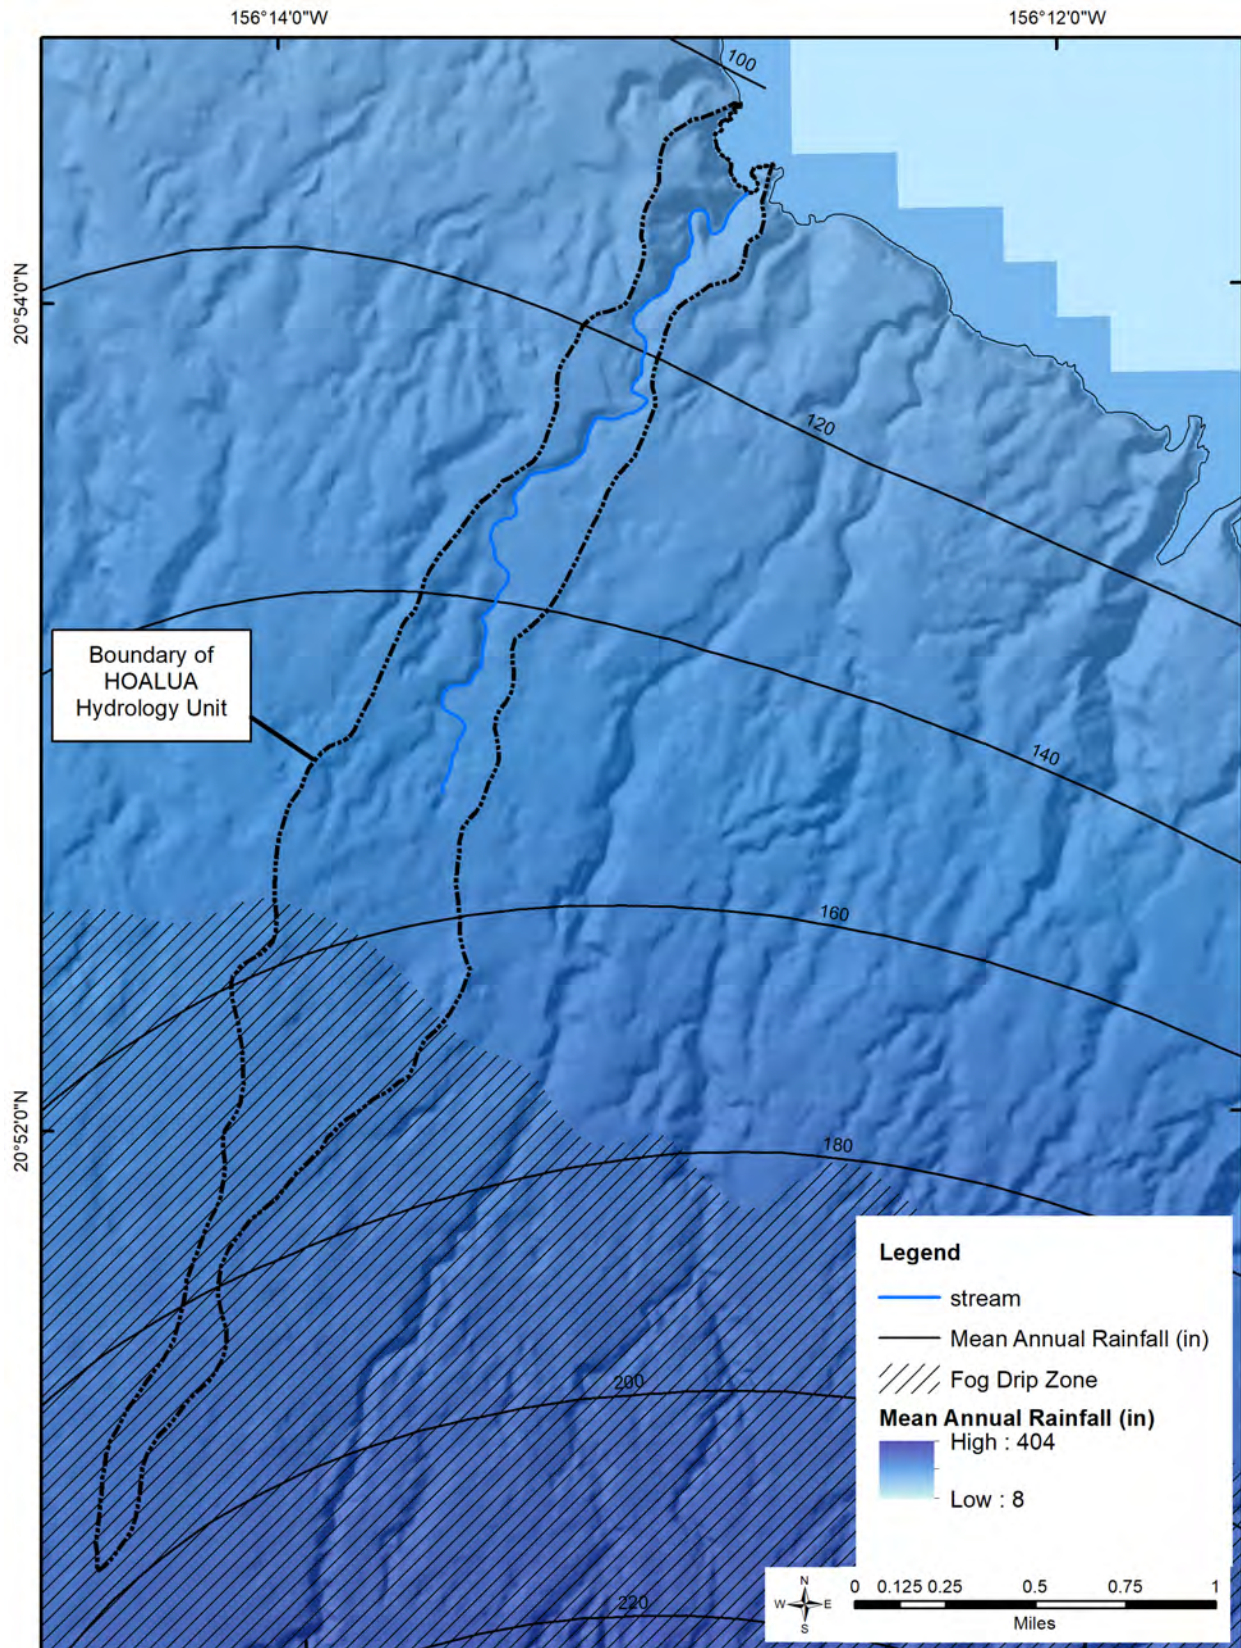 156°14'0"W
156°12'0"W
100
20°54'0"N
120
Boundary of
HOALUA
Hydrology Unit
140
160
20°52'0"N
180
200
220
Legend
stream
Mean Annual Rainfall (in)
Fog Drip Zone
Mean Annual Rainfall (in)
High : 404
Low : 8
N
W E
S
0 0.125 0.25 0.5 0.75 1
Miles